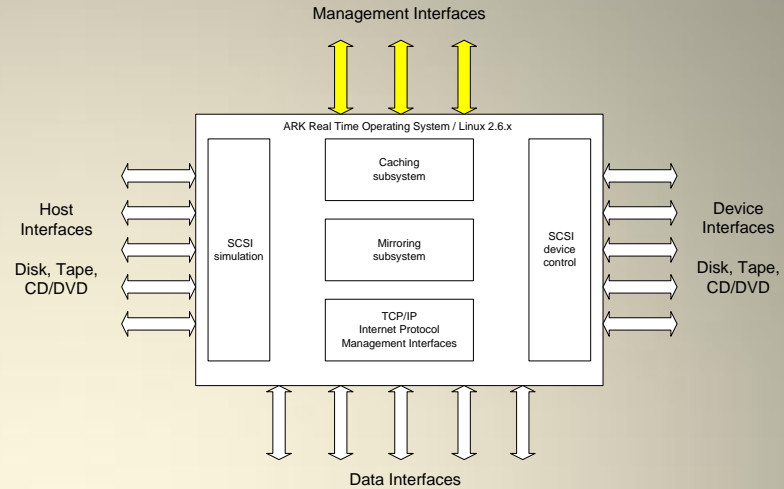 Management Interfaces
ARK Real Time Operating System / Linux 2.6.x
Host
Interfaces
Disk, Tape,
CD/DVD
SCSI
simulation
Caching
subsystem
Mirroring
subsystem
TCP/IP
Internet Protocol
Management Interfaces
SCSI
device
control
Device
Interfaces
Disk, Tape,
CD/DVD
Data Interfaces